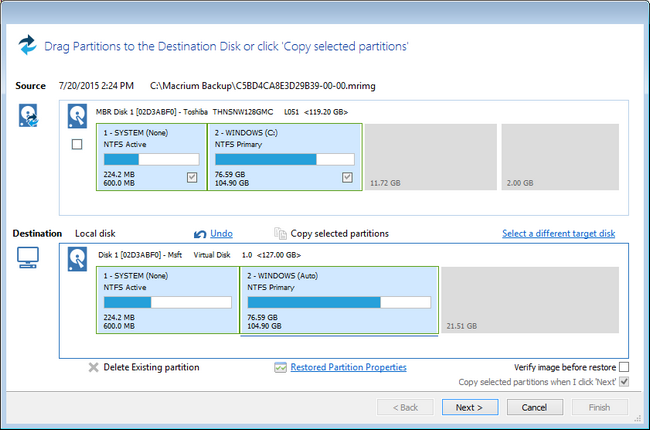 Drag Partitions to the Destination Disk or click 'Copy selected partitions'
Source 7/20/2015 2:24 PM C:\Macrium Backup\C5BD4CA8E3D29B39-00-00.mrimg
MBR Disk 1 [02D3ABF0] - Toshiba THNSNW128GMC L051 <119.20 GB>
1 - SYSTEM (None)
NTFS Active
224.2 MB
600.0 MB
2 - WINDOWS (C:)
NTFS Primary
76.59 GB
104.90 GB
11.72 GB
2.00 GB
Destination Local disk Undo Copy selected partitions Select a different target disk
Disk 1 [02D3ABF0] - Msft Virtual Disk 1.0 <127.00 GB>
1 - SYSTEM (None)
NTFS Active
224.2 MB
600.0 MB
2 - WINDOWS (Auto)
NTFS Primary
76.59 GB
104.90 GB
21.51 GB
Delete Existing partition Restored Partition Properties Verify image before restore
Copy selected partitions when I click 'Next'
< Back Next > Cancel Finish